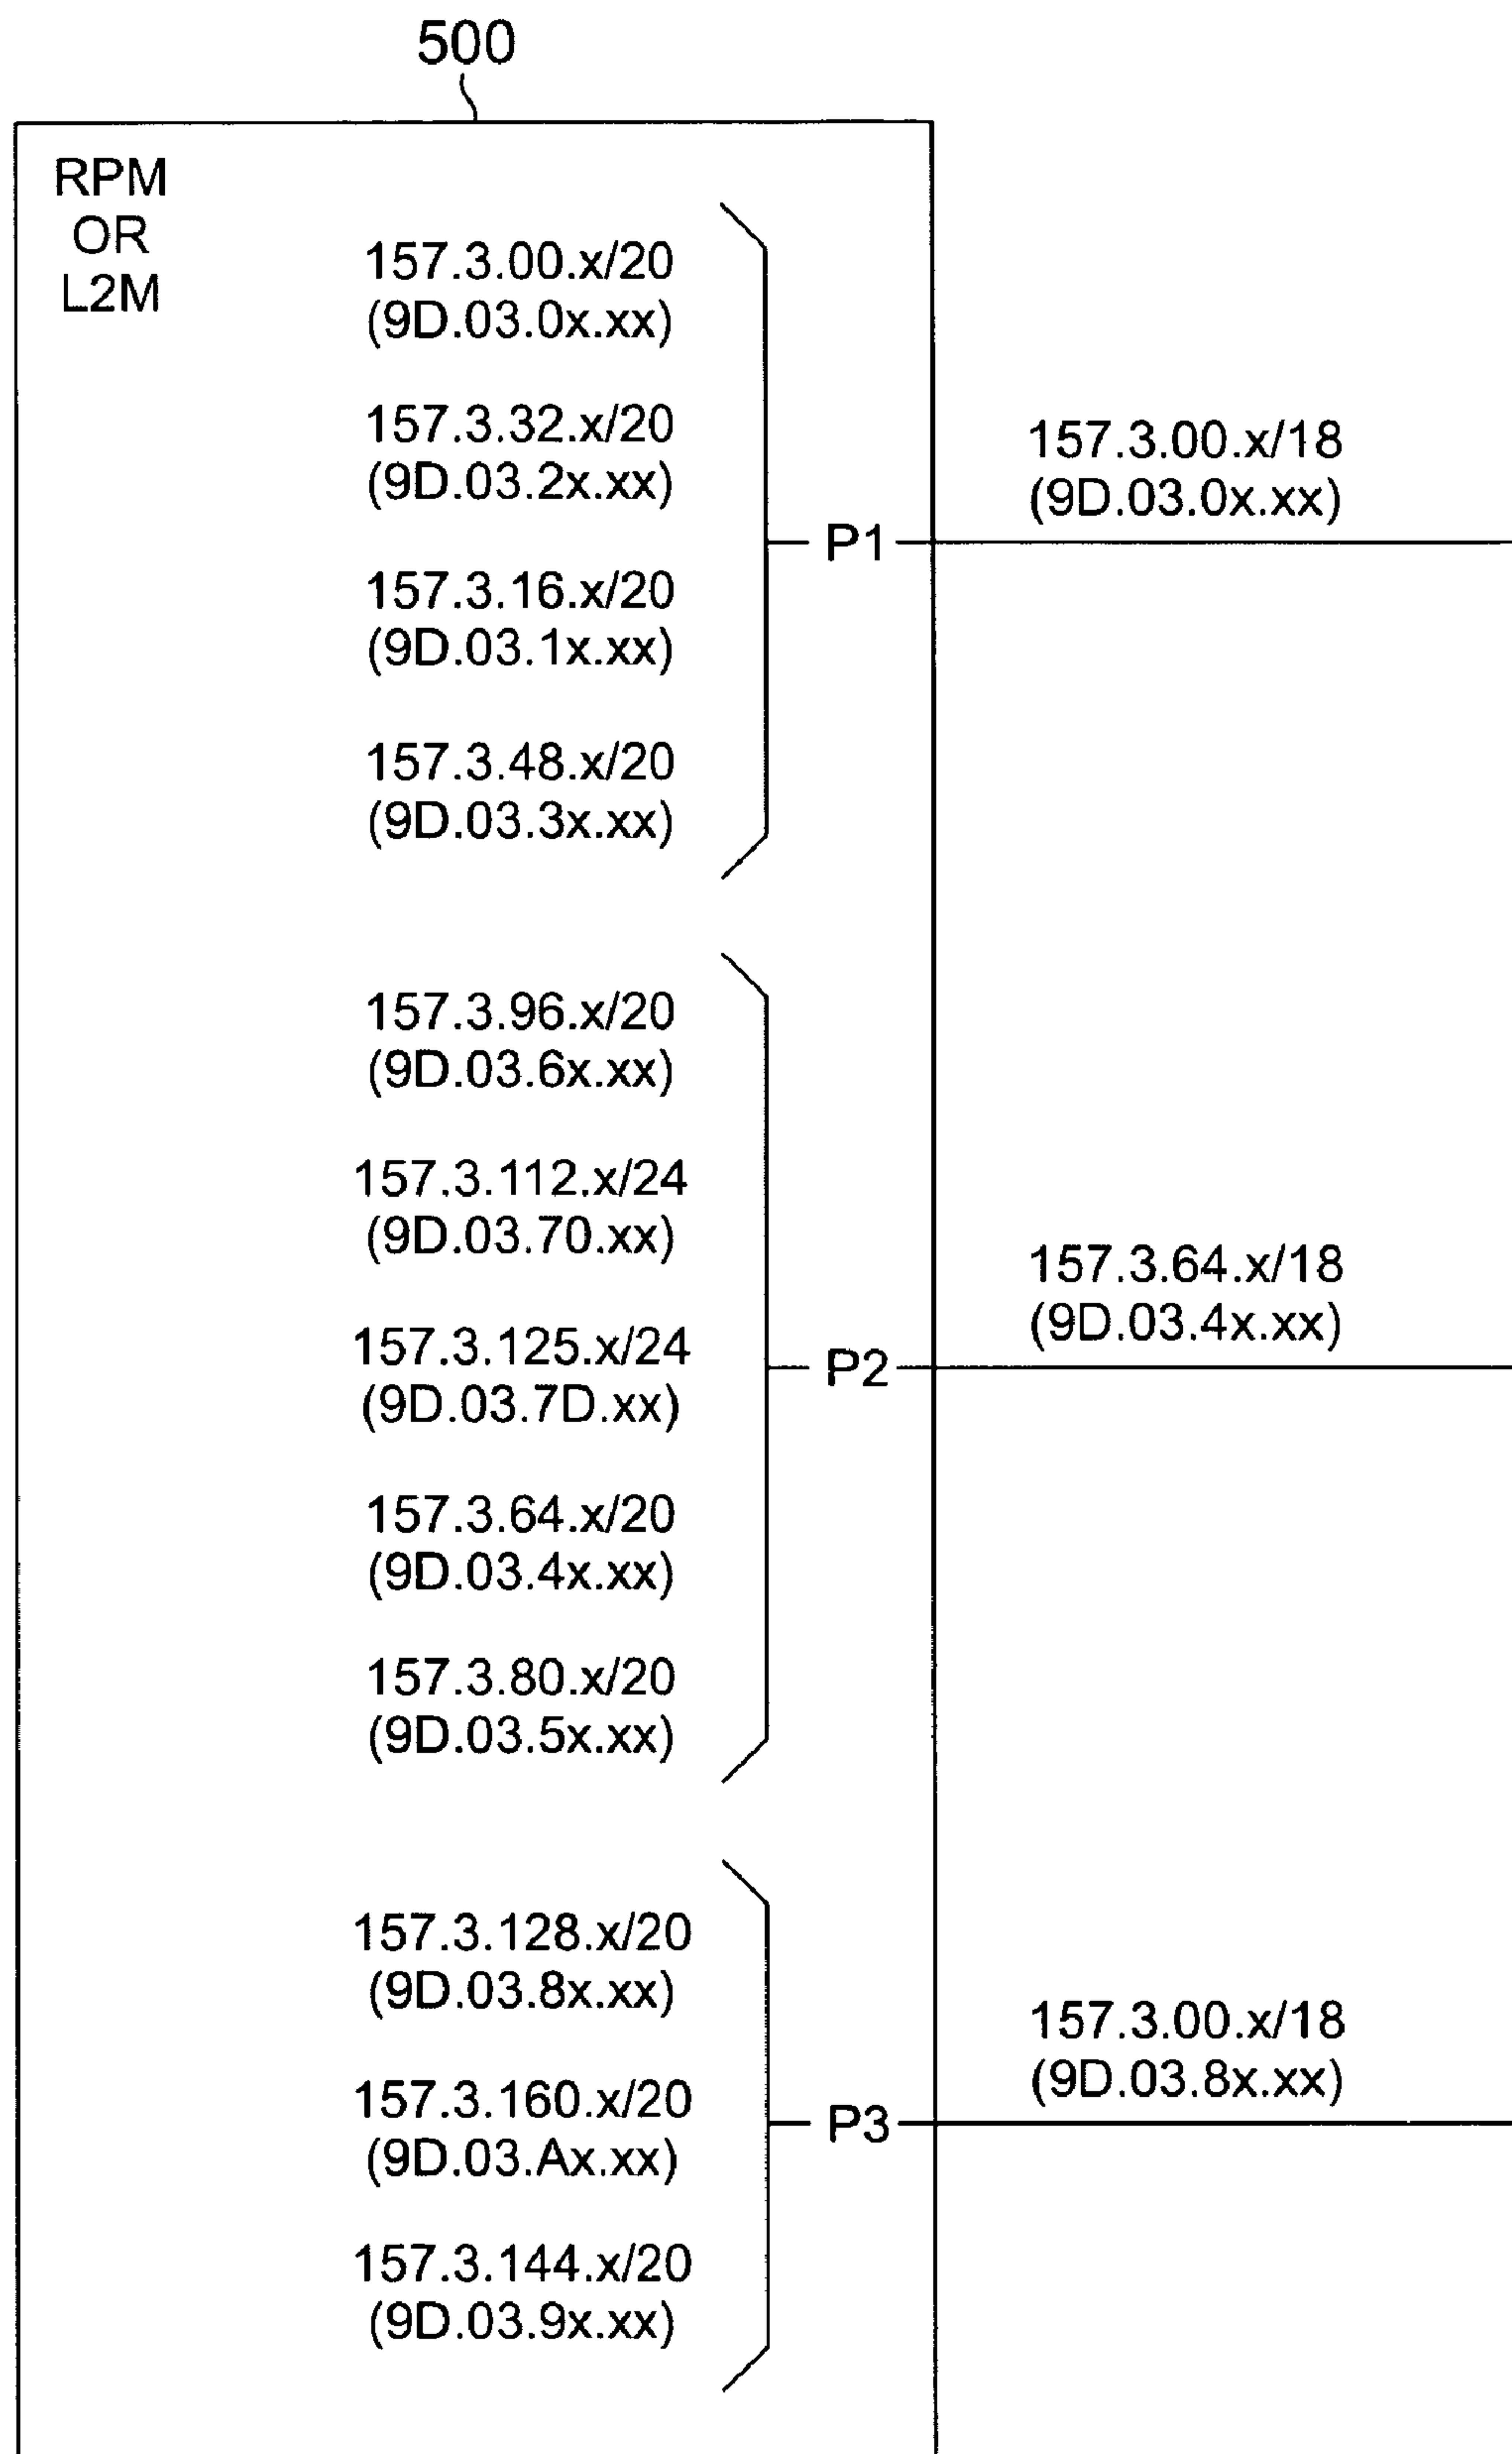 500
RPM
OR
L2M
157.3.00.x/20
(9D.03.0x.xx)
157.3.32.x/20
(9D.03.2x.xx)
157.3.16.x/20
(9D.03.1x.xx)
157.3.48.x/20
(9D.03.3x.xx)
P1
157.3.00.x/18
(9D.03.0x.xx)
157.3.96.x/20
(9D.03.6x.xx)
157.3.112.x/24
(9D.03.70.xx)
157.3.125.x/24
(9D.03.7D.xx)
157.3.64.x/20
(9D.03.4x.xx)
157.3.80.x/20
(9D.03.5x.xx)
P2
157.3.64.x/18
(9D.03.4x.xx)
157.3.128.x/20
(9D.03.8x.xx)
157.3.160.x/20
(9D.03.Ax.xx)
157.3.144.x/20
(9D.03.9x.xx)
P3
157.3.00.x/18
(9D.03.8x.xx)